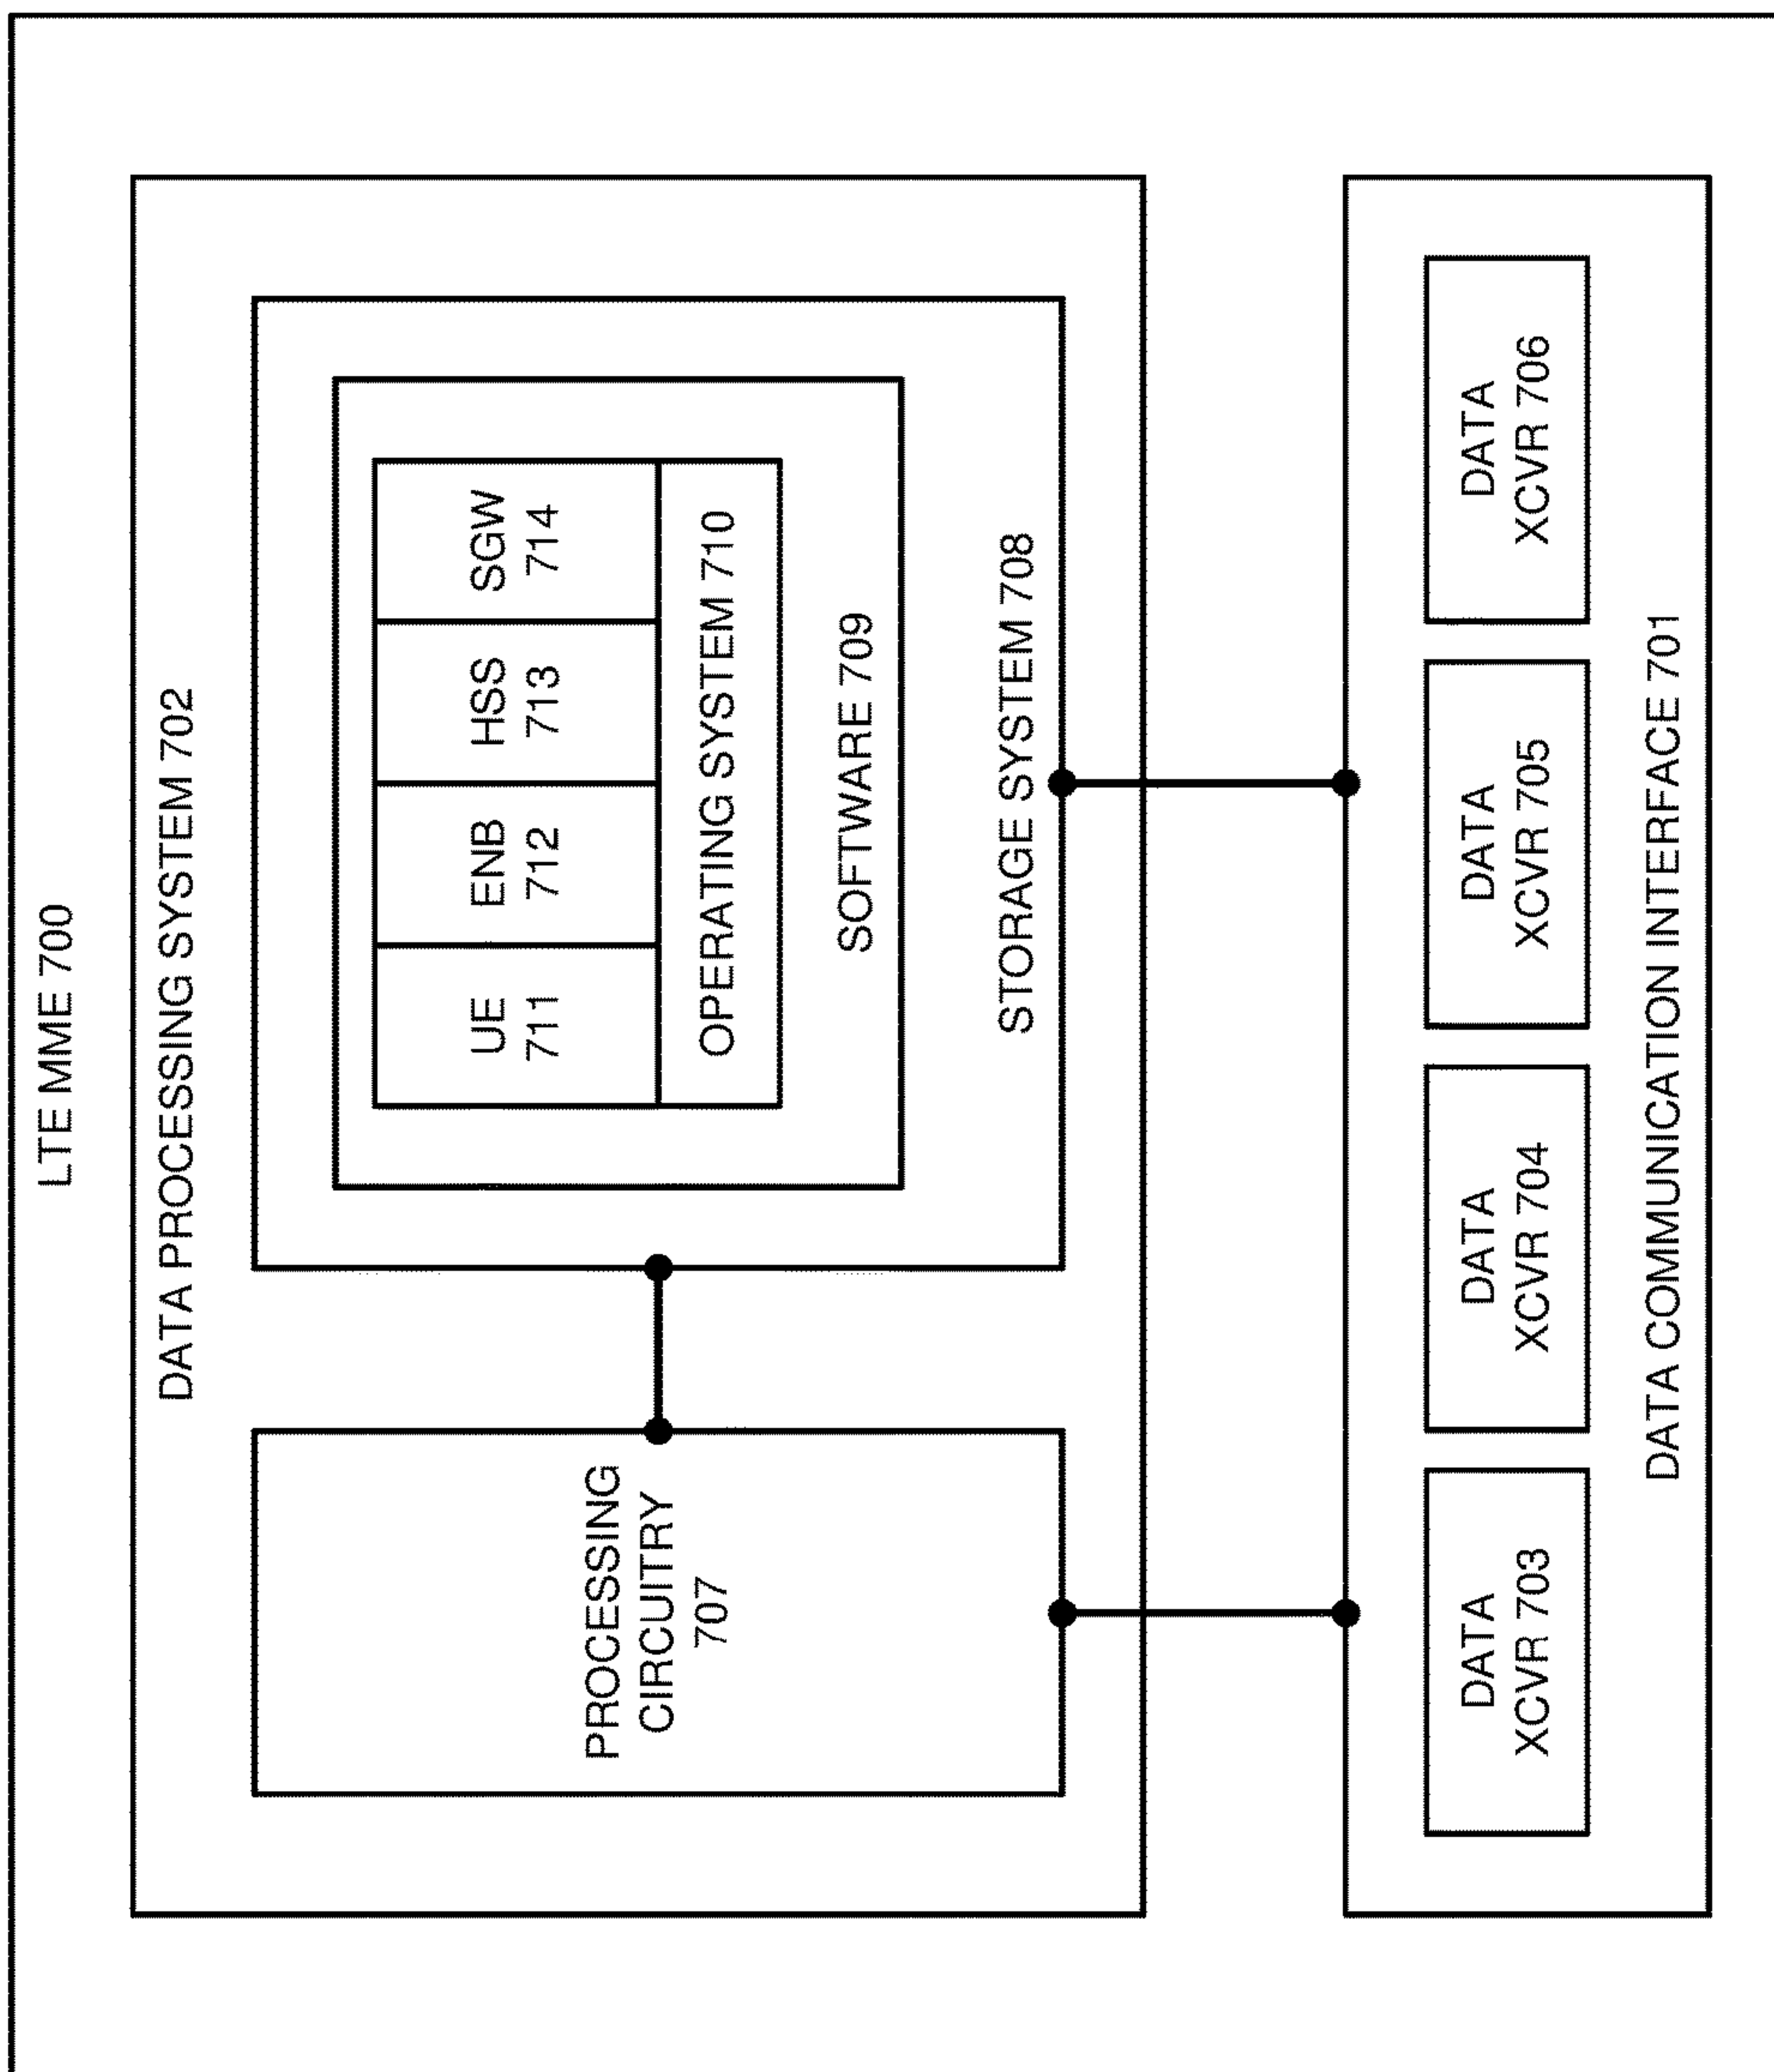 LTE MME 700
DATA PROCESSING SYSTEM 702
PROCESSING
CIRCUITRY
707
UE
711
ENB
712
HSS
713
SGW
714
OPERATING SYSTEM 710
SOFTWARE 709
STORAGE SYSTEM 708
DATA
XCVR 703
DATA
XCVR 704
DATA
XCVR 705
DATA
XCVR 706
DATA COMMUNICATION INTERFACE 701